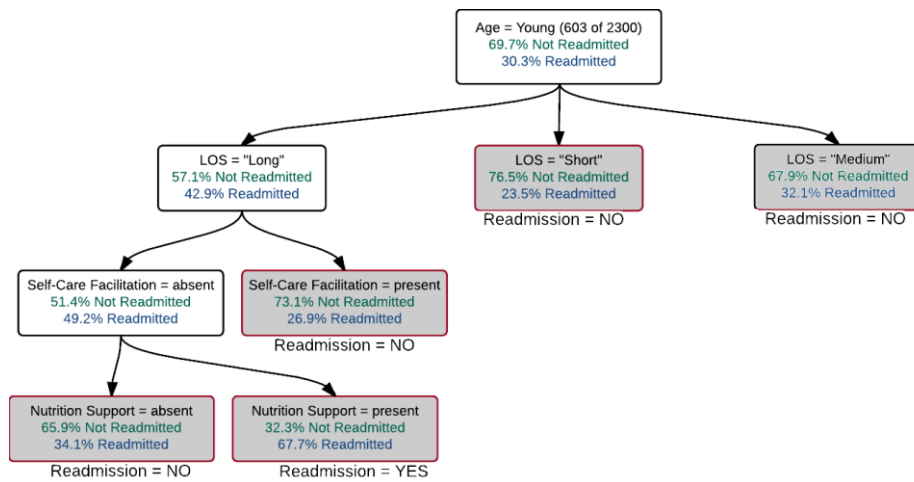 Age = Young (603 of 2300)
69.7% Not Readmitted
30.3% Readmitted
LOS = "Long"
57.1% Not Readmitted
42.9% Readmitted
LOS = "Short"
76.5% Not Readmitted
23.5% Readmitted
Readmission = NO
LOS = "Medium"
67.9% Not Readmitted
32.1% Readmitted
Readmission = NO
Self-Care Facilitation = absent
51.4% Not Readmitted
49.2% Readmitted
Self-Care Facilitation = present
73.1% Not Readmitted
26.9% Readmitted
Readmission = NO
Nutrition Support = absent
65.9% Not Readmitted
34.1% Readmitted
Readmission = NO
Nutrition Support = present
32.3% Not Readmitted
67.7% Readmitted
Readmission = YES